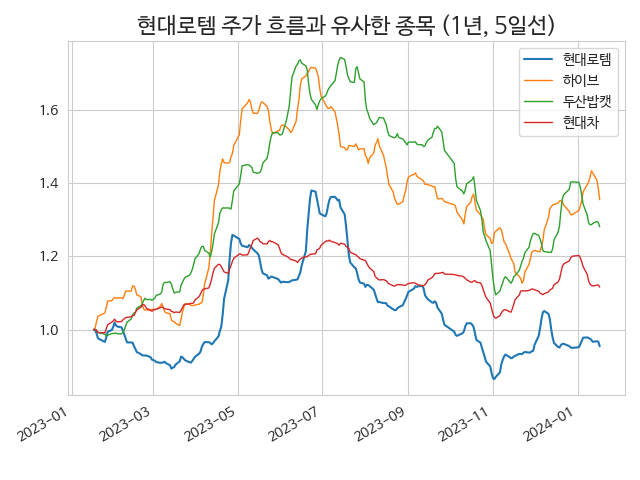 현대로템 주가 흐름과 유사한 종목 (1년, 5일선)
현대로템
하이브
두산밥캣
현대차
1.6
1.4
1.2
1.0
2023-01
2023-03
2023-05
2023-07
2023-09
2023-11
2024-01